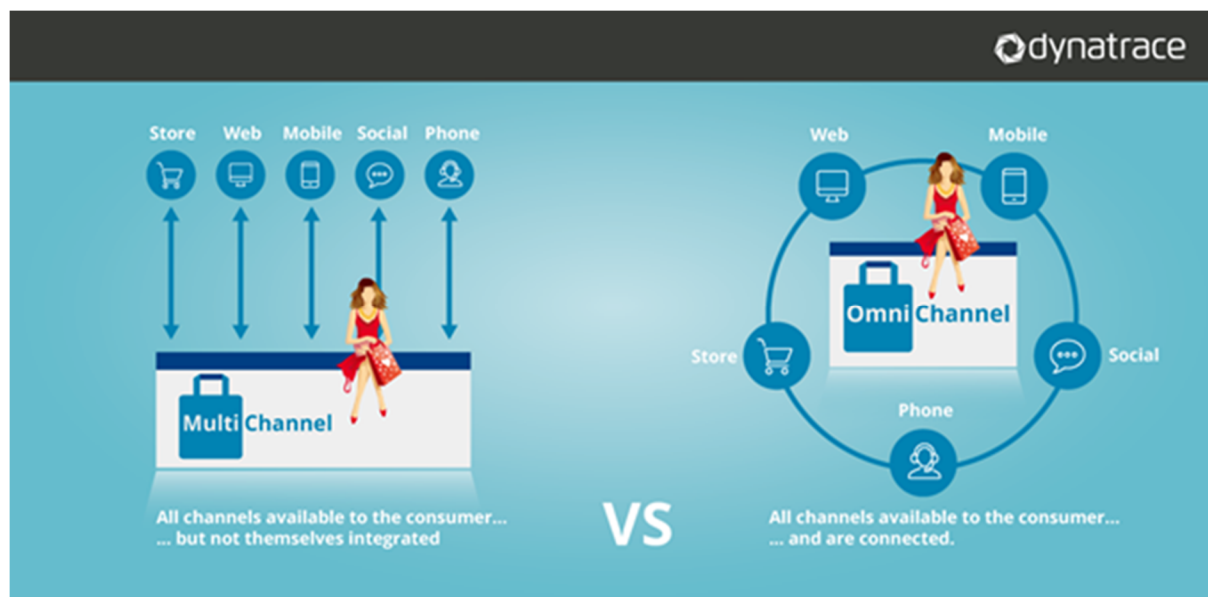 dynatrace
Store Web Mobile Social Phone
Multi Channel
All channels available to the consumer...
... but not themselves integrated
VS
Web
Mobile
Omni Channel
Store
Social
Phone
All channels available to the consumer...
... and are connected.